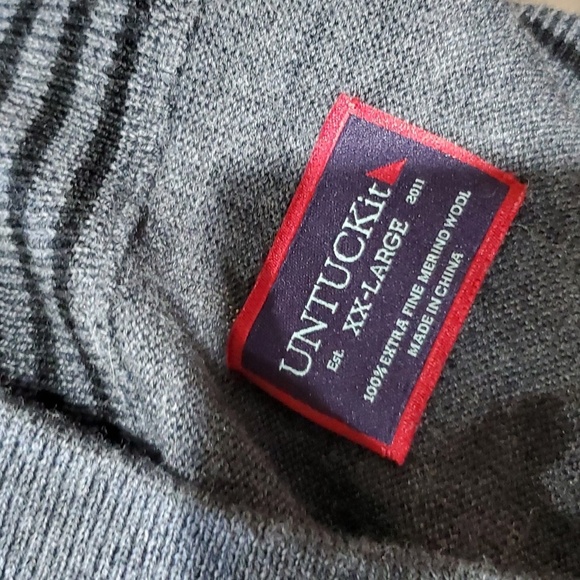 UNTUCKit
Est. XX-LARGE 2011
100% EXTRA FINE MERINO WOOL
MADE IN CHINA